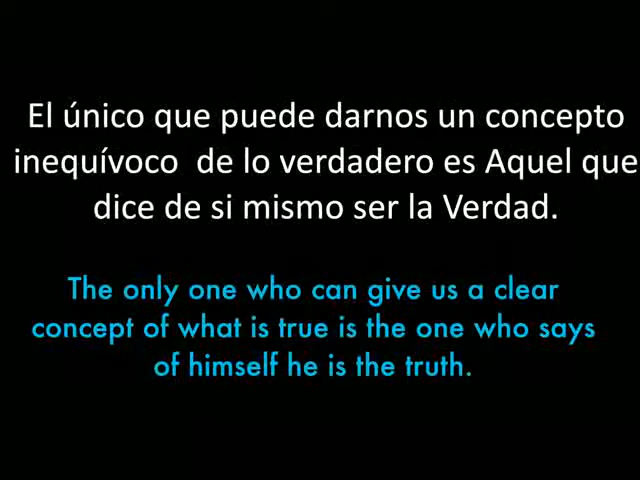 El único que puede darnos un concepto
inequívoco de lo verdadero es Aquel que
dice de si mismo ser la Verdad.
The only one who can give us a clear
concept of what is true is the one who says
of himself he is the truth.